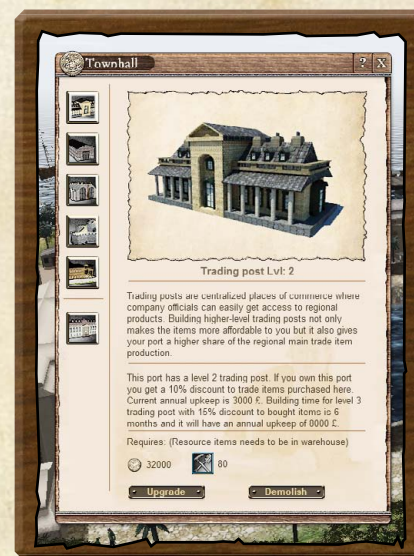 Townhall
? X
Trading post Lvl: 2
Trading posts are centralized places of commerce where
company officials can easily get access to regional
products. Building higher-level trading posts not only
makes the items more affordable to you but it also gives
your port a higher share of the regional main trade item
production.
This port has a level 2 trading post. If you own this port
you get a 10% discount to trade items purchased here.
Current annual upkeep is 3000 £. Building time for level 3
trading post with 15% discount to bought items is 6
months and it will have an annual upkeep of 0000 £.
Requires: (Resource items needs to be in warehouse)
32000 80
Upgrade Demolish